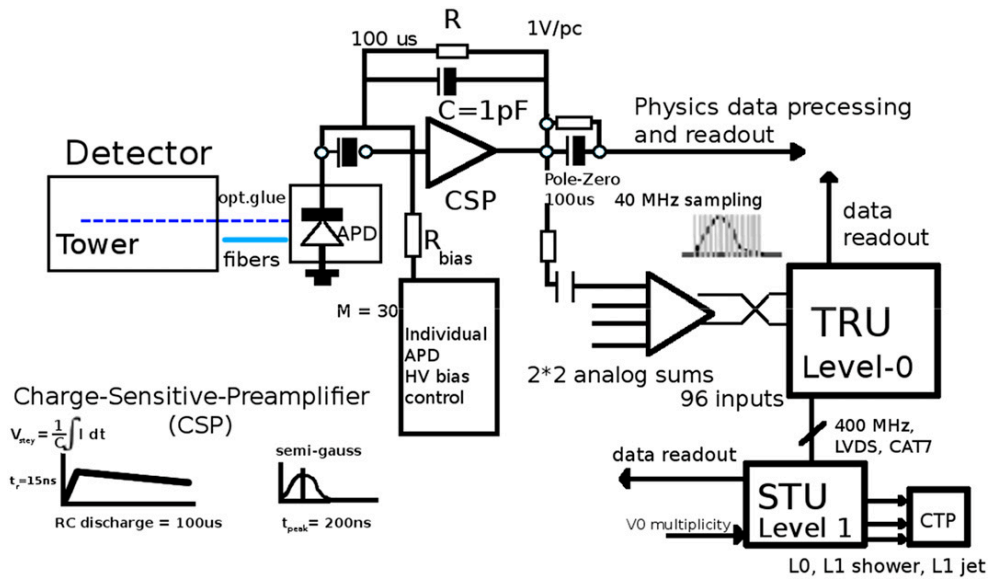 R
100 us
1V/pc
C=1pF
Physics data precessing
and readout
Detector
CSP
Pole-Zero
100us
40 MHz sampling
opt.glue
Tower
APD
fibers
R
bias
data
readout
M = 30
Individual
APD
HV bias
control
TRU
Level-0
2*2 analog sums
96 inputs
Charge-Sensitive-Preamplifier
(CSP)
V = 1/C ∫ I dt
semi-gauss
tr=15ns
RC discharge = 100us
tpeak= 200ns
400 MHz,
LVDS, CAT7
data readout
STU
Level 1
V0 multiplicity
CTP
L0, L1 shower, L1 jet